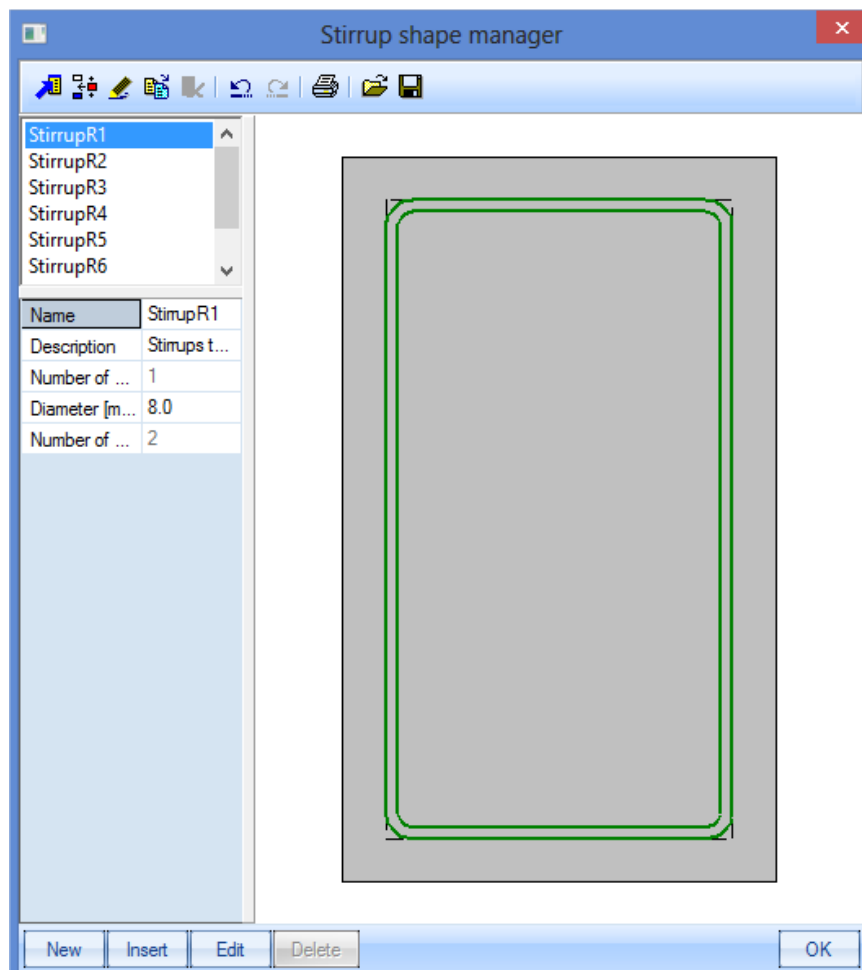 Stirrup shape manager
StirrupR1
StirrupR2
StirrupR3
StirrupR4
StirrupR5
StirrupR6
Name StirrupR1
Description Stirrups t...
Number of ... 1
Diameter [m... 8.0
Number of ... 2
New Insert Edit Delete OK